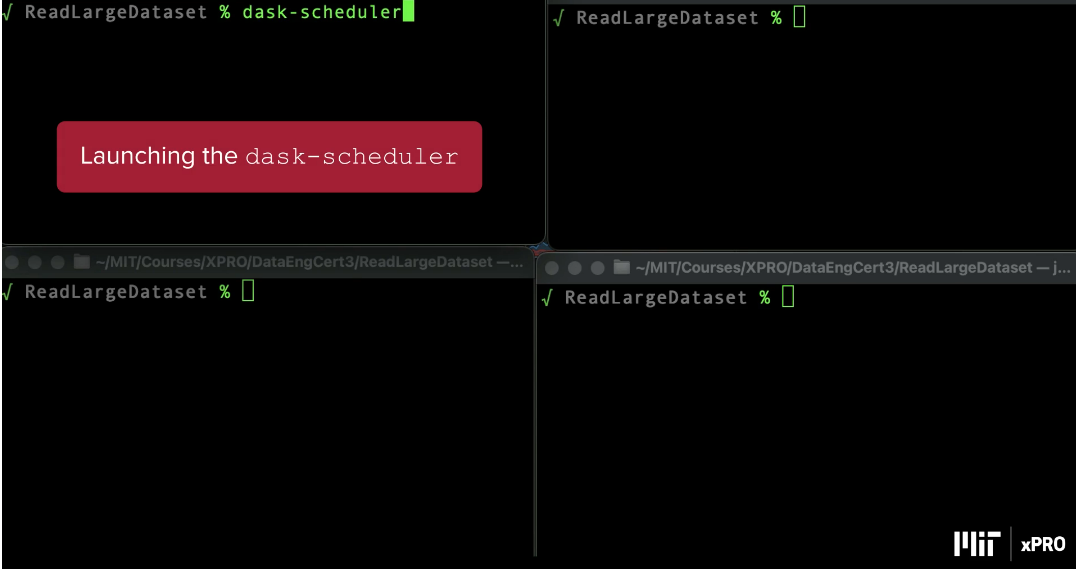 √ ReadLargeDataset % dask-scheduler
√ ReadLargeDataset %
Launching the dask-scheduler
~/MIT/Courses/XPRO/DataEngCert3/ReadLargeDataset —...
~/MIT/Courses/XPRO/DataEngCert3/ReadLargeDataset — j...
√ ReadLargeDataset %
√ ReadLargeDataset %
MIT xPRO